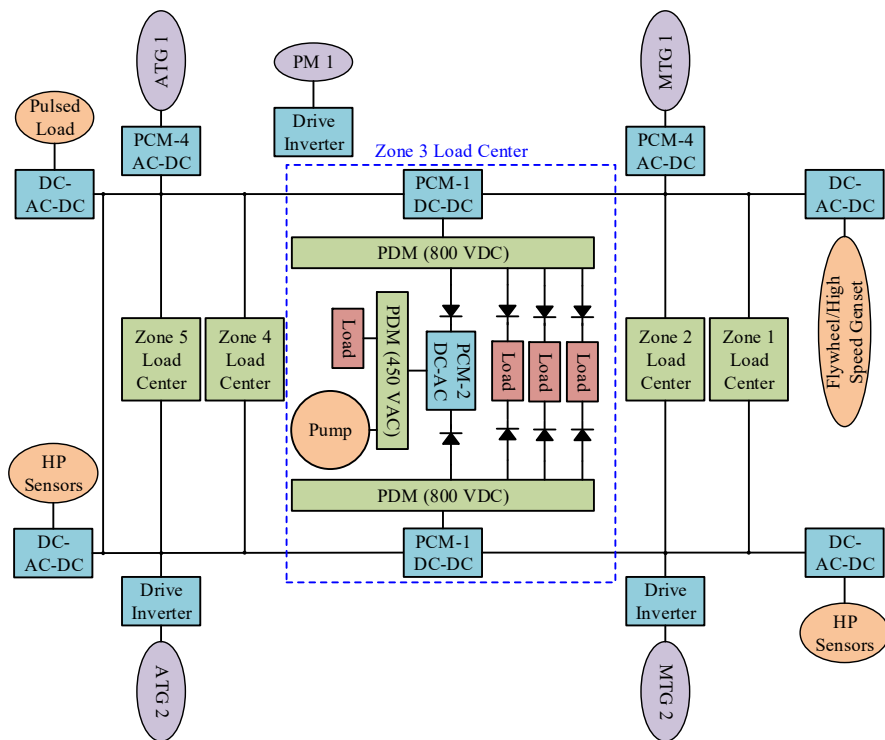 ATG 1
PM 1
MTG 1
Pulsed
Load
PCM-4
AC-DC
Drive
Inverter
PCM-4
AC-DC
Zone 3 Load Center
DC-
AC-DC
PCM-1
DC-DC
DC-
AC-DC
PDM (800 VDC)
Flywheel/High
Speed Genset
Zone 5
Load
Center
Zone 4
Load
Center
Load
PDM (450 VAC)
PCM-2
DC-AC
Load
Load
Load
Zone 2
Load
Center
Zone 1
Load
Center
Pump
HP
Sensors
PDM (800 VDC)
DC-
AC-DC
PCM-1
DC-DC
DC-
AC-DC
Drive
Inverter
Drive
Inverter
HP
Sensors
ATG 2
MTG 2